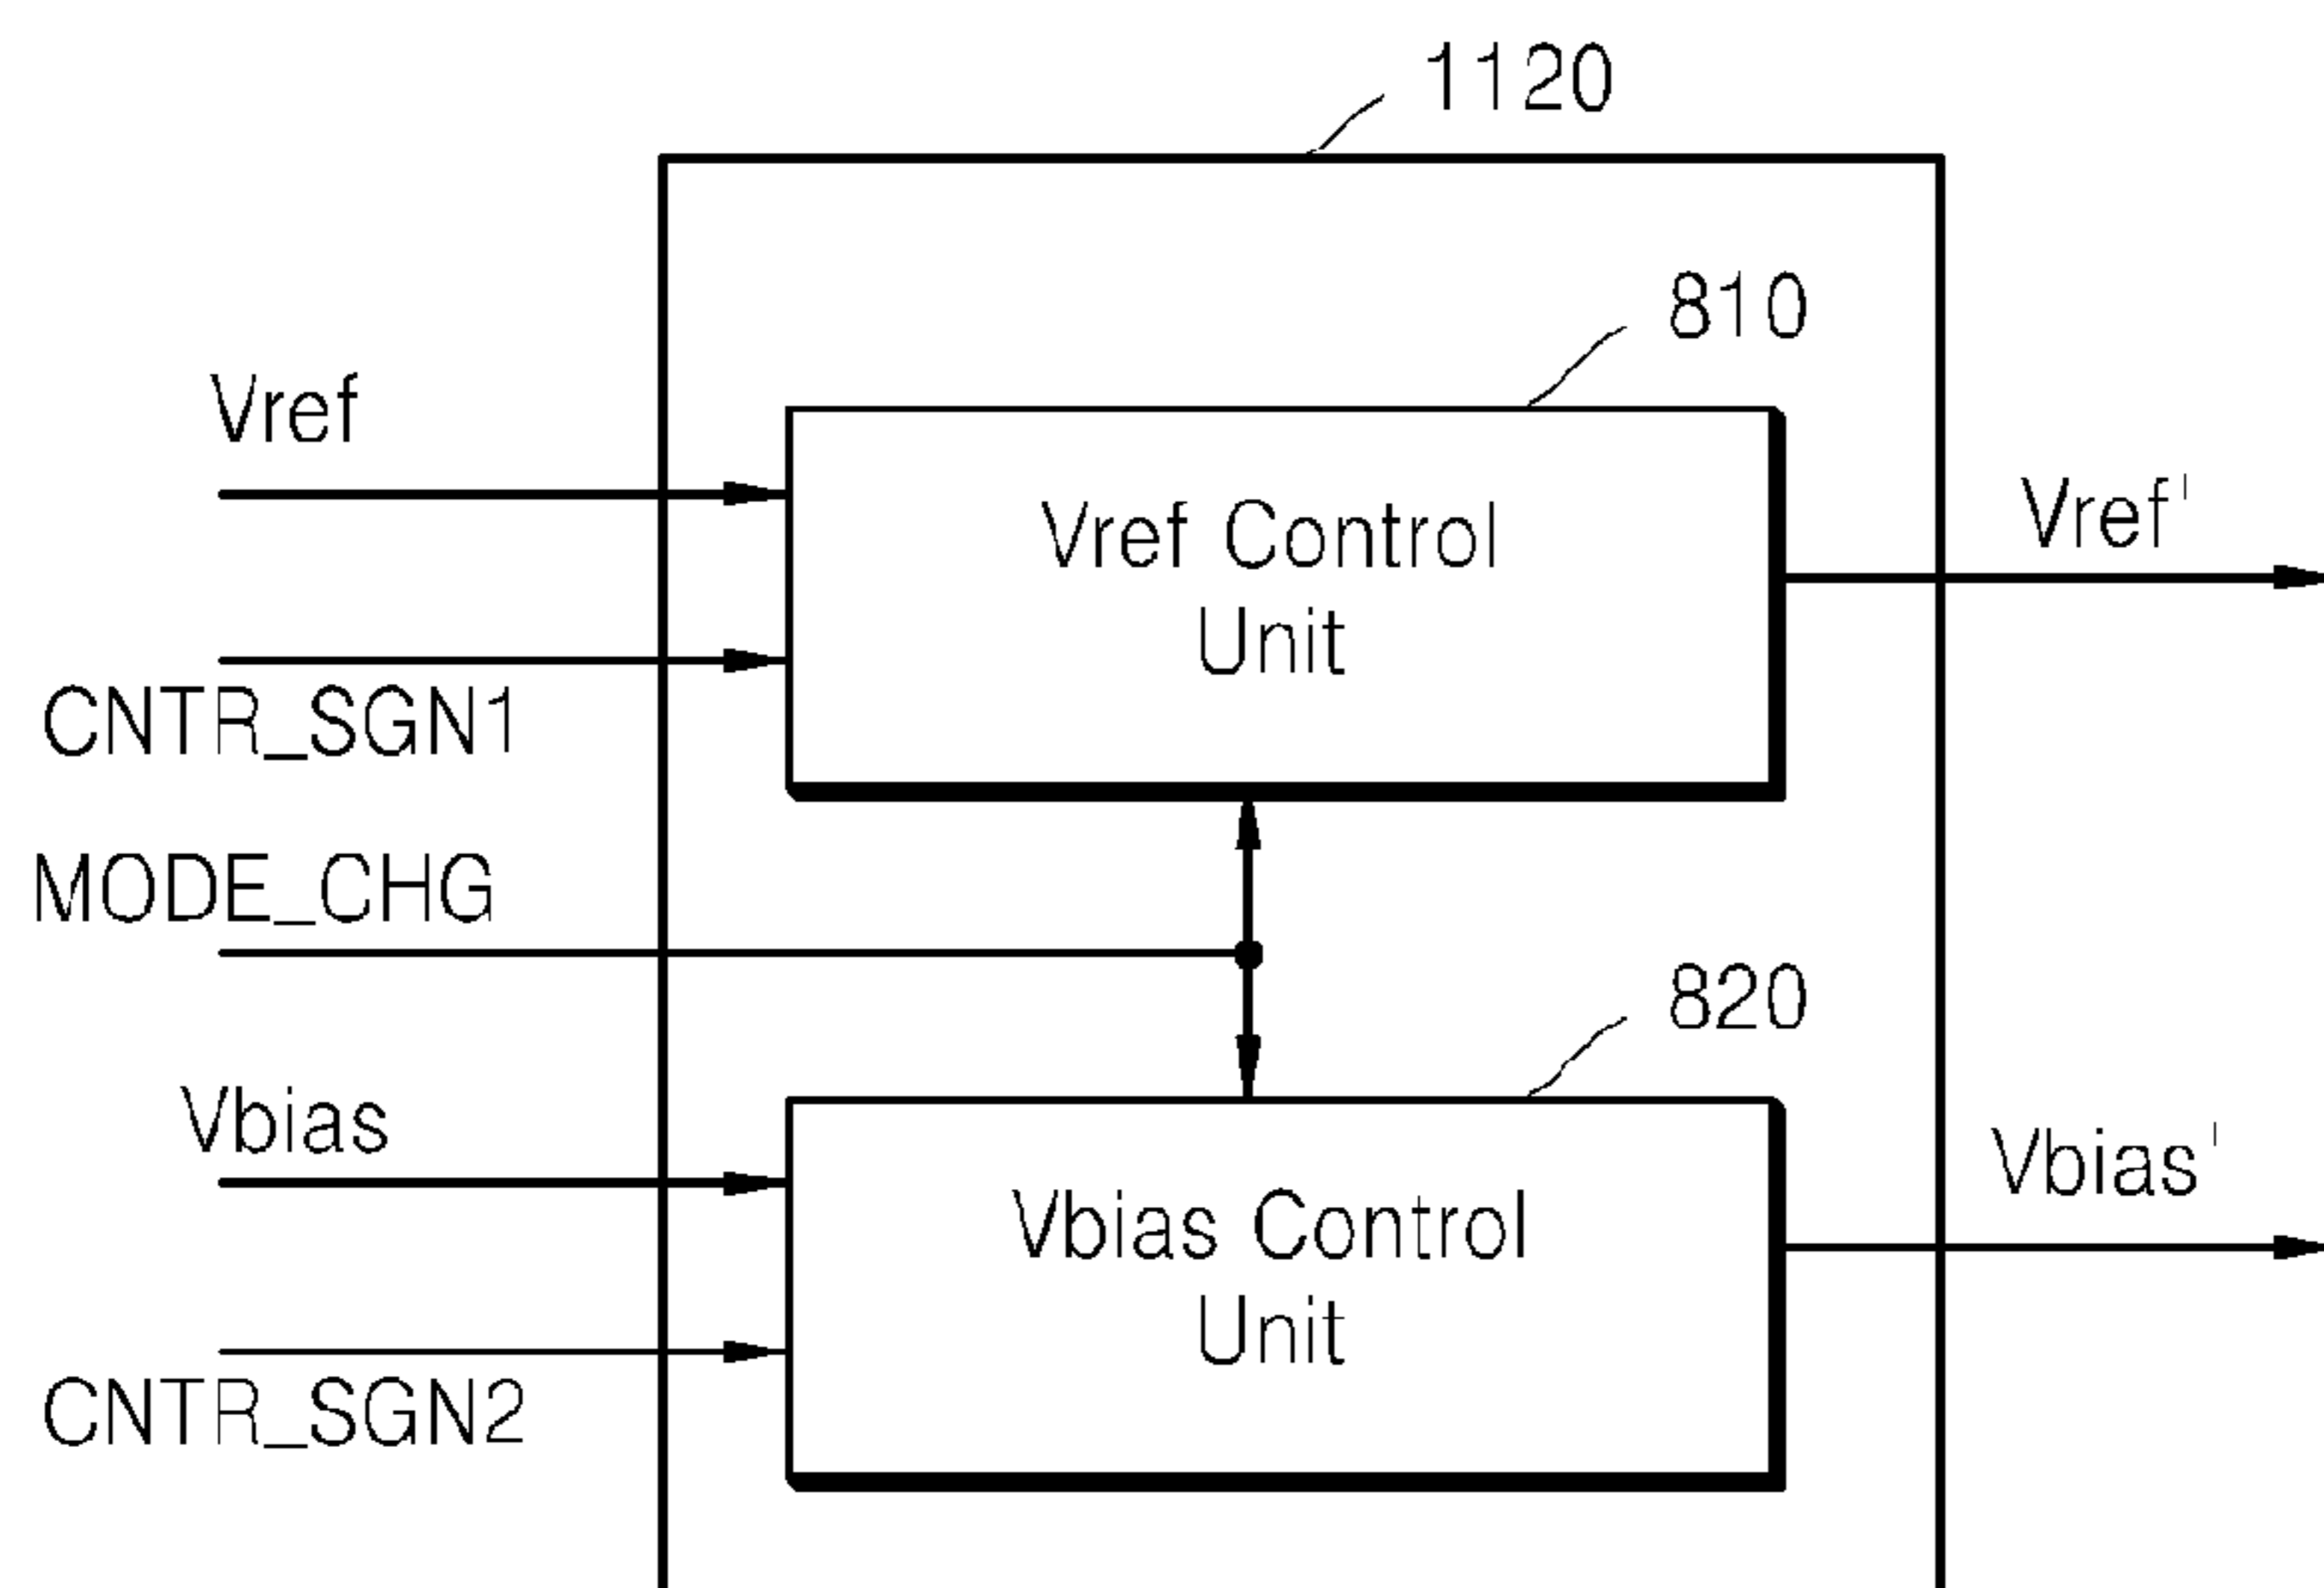 1120
810
Vref
Vref Control
Unit
Vref'
CNTR_SGN1
MODE_CHG
820
Vbias
Vbias Control
Unit
Vbias'
CNTR_SGN2